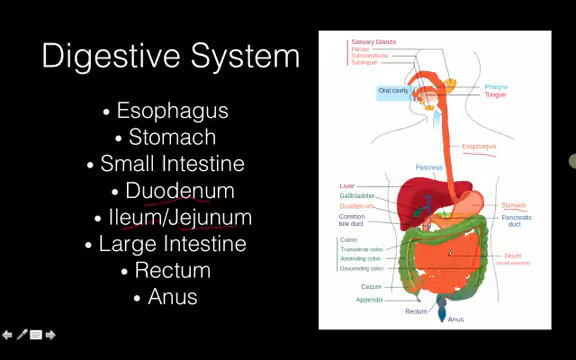 Digestive System
• Esophagus
• Stomach
• Small Intestine
• Duodenum
• Ileum/Jejunum
• Large Intestine
• Rectum
• Anus
Salivary Glands
Parotid
Submandibular
Sublingual
Oral cavity
Pharynx
Tongue
Esophagus
Pancreas
Liver
Gallbladder
Duodenum
Common
bile duct
Stomach
Pancreatic
duct
Colon
Transverse colon
Ascending colon
Descending colon
Ileum
(small intestine)
Cecum
Appendix
Rectum
Anus